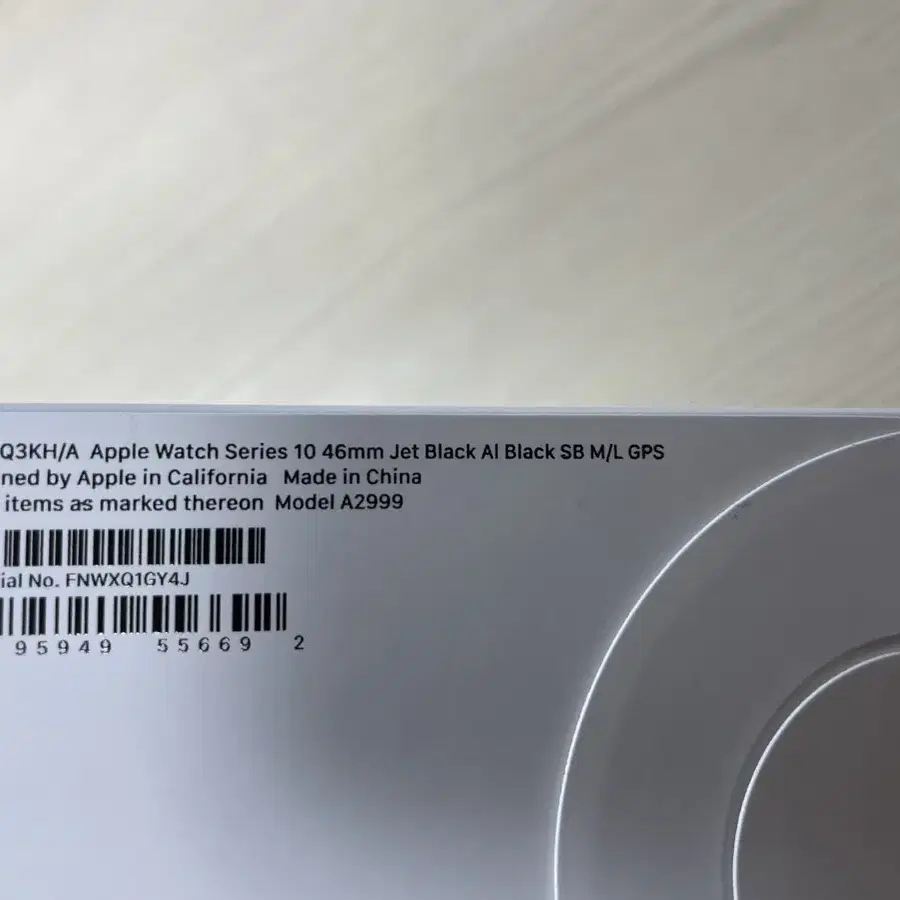 Q3KH/A Apple Watch Series 10 46mm Jet Black Al Black SB M/L GPS
ned by Apple in California Made in China
items as marked thereon Model A2999
ial No. FNWXQ1GY4J
95949 55669 2